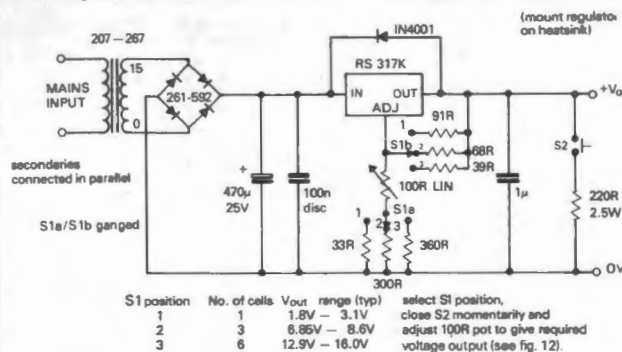 (mount regulato
on heatsink)
207–267
IN4001
15
RS 317K
MAINS
INPUT
261-592
IN
OUT
ADJ
+Vo
0
1
91R
S1b
2
68R
S2
3
39R
100R LIN
secondaries
connected in parallel
+
470µ
25V
100n
disc
1µ
220R
2.5W
S1a/S1b ganged
S1a
1
2
3
33R
360R
300R
0V
S1 position No. of cells Vout range (typ) select S1 position,
1 1 1.8V – 3.1V close S2 momentarily and
2 3 6.85V – 8.6V adjust 100R pot to give required
3 6 12.9V – 16.0V voltage output (see fig. 12).